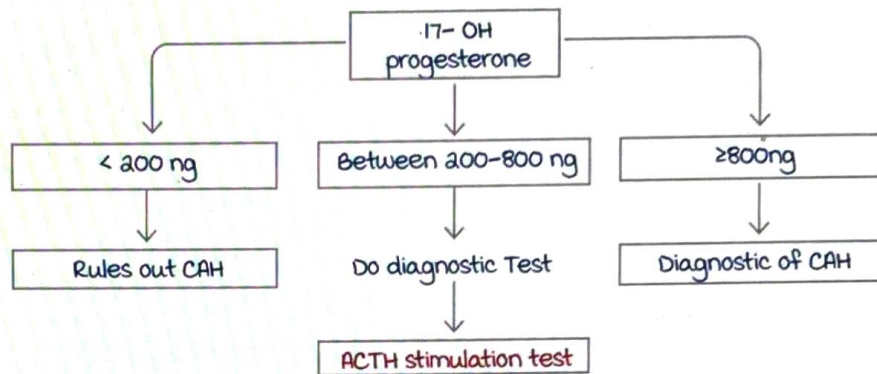 17- OH
progesterone
< 200 ng
Between 200-800 ng
≥800ng
Rules out CAH
Do diagnostic Test
Diagnostic of CAH
ACTH stimulation test